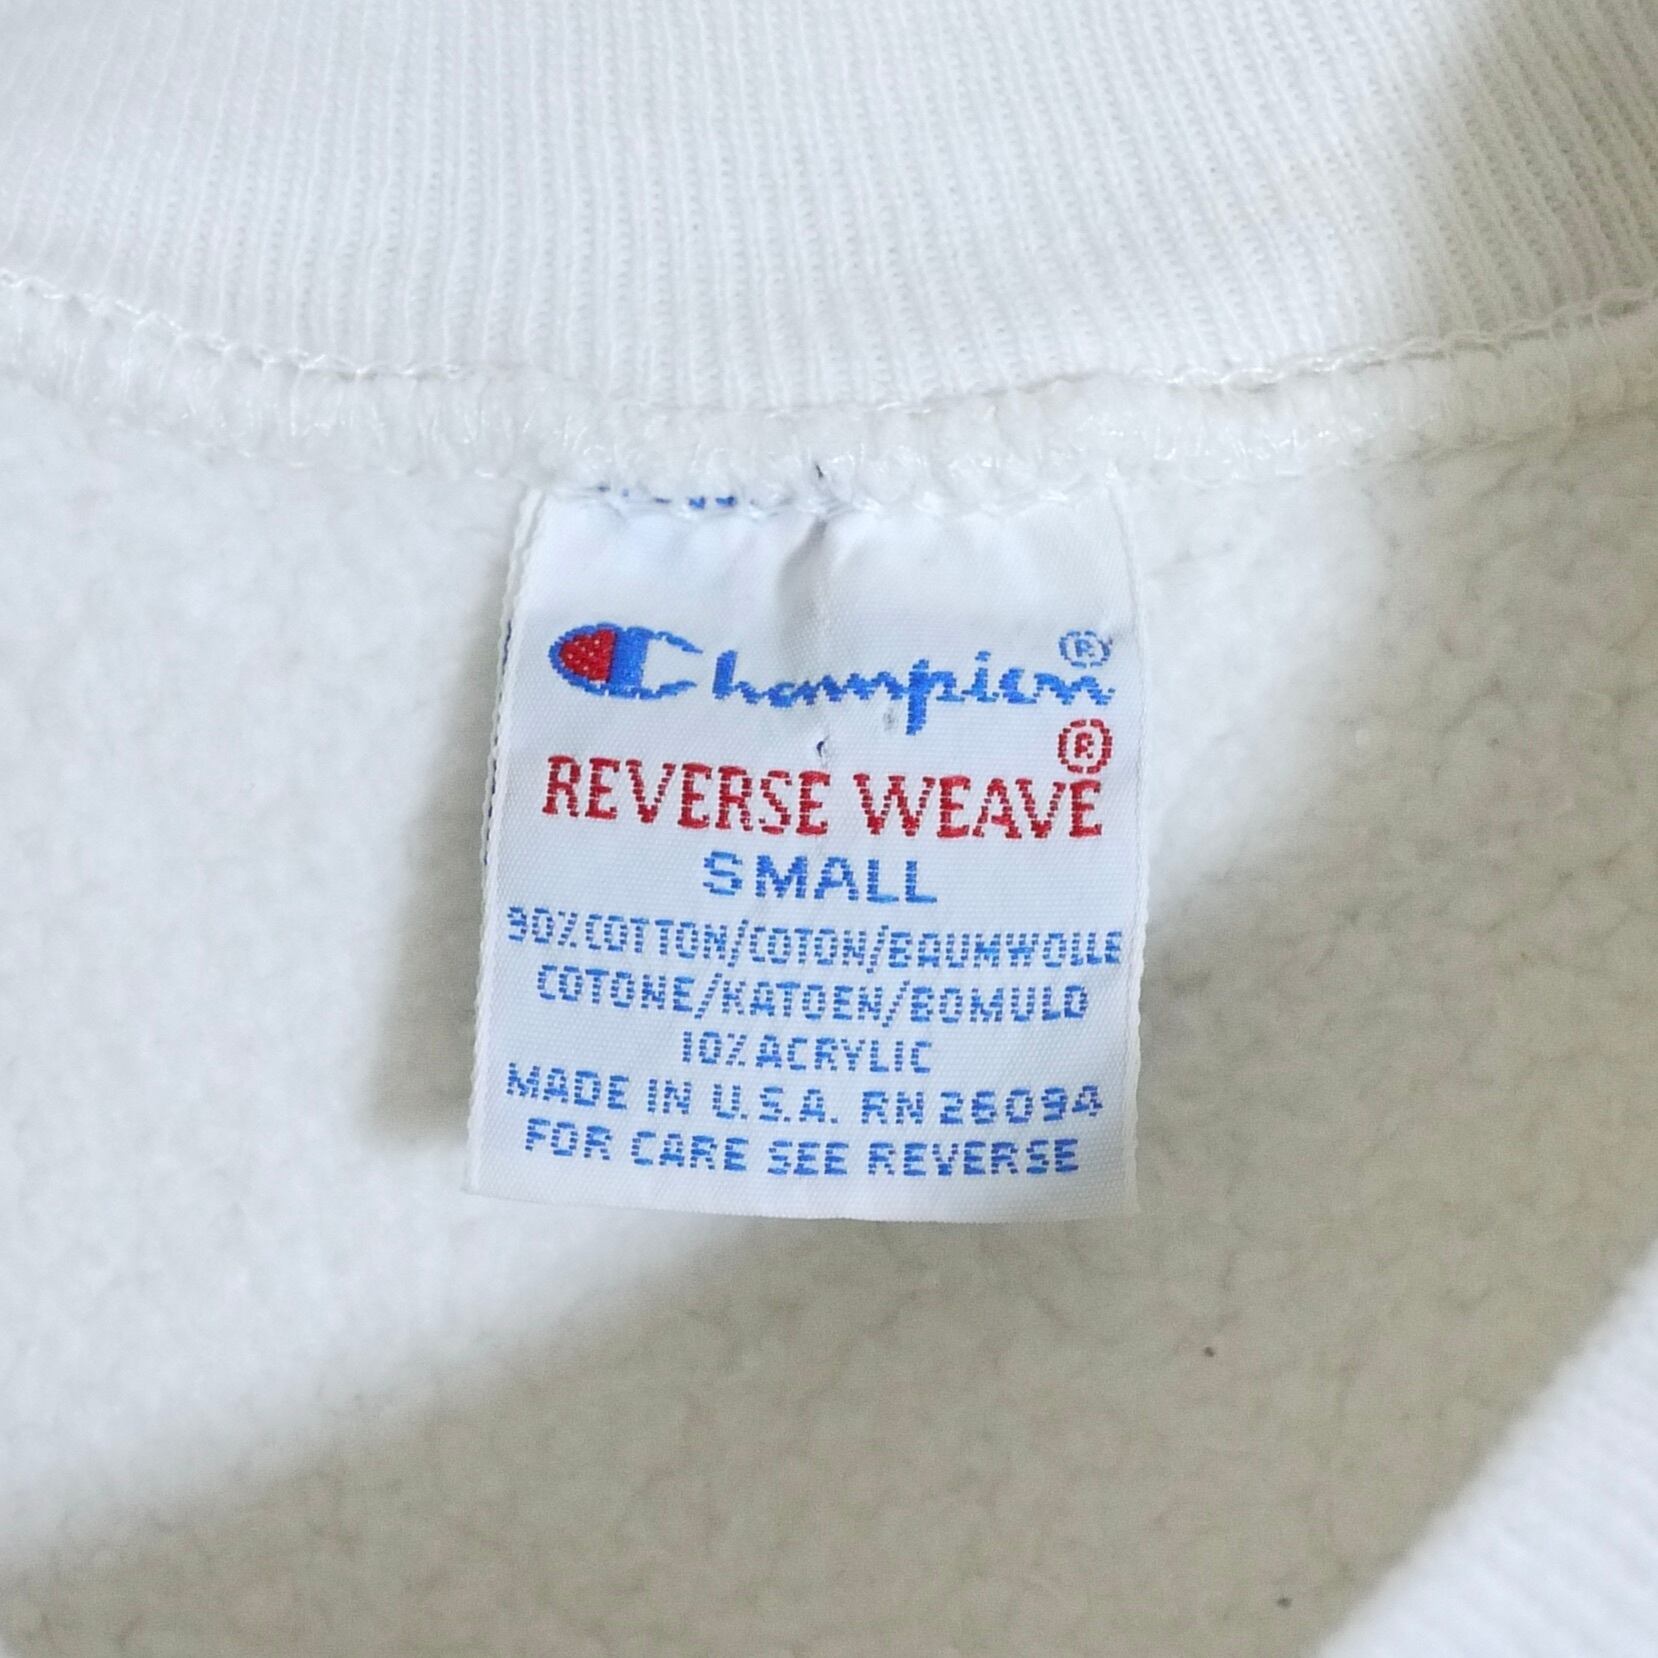 Champion®
REVERSE WEAVE®
SMALL
90% COTTON/COTON/BAUMWOLLE
COTONE/KATOEN/BOMULD
10% ACRYLIC
MADE IN U.S.A. RN 26094
FOR CARE SEE REVERSE